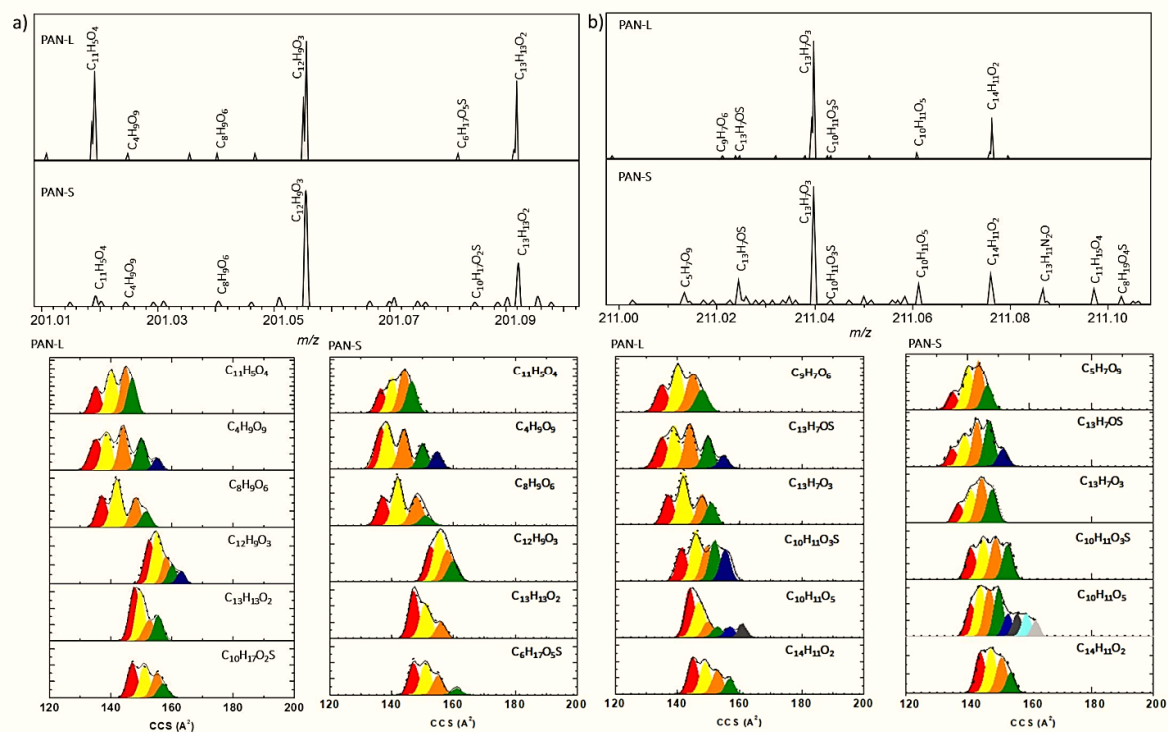 a)
PAN-L
C₁₁H₅O₄
C₄H₉O₉
C₈H₉O₆
C₁₂H₉O₃
C₆H₁₇O₅S
C₁₃H₁₃O₂
PAN-S
C₁₁H₅O₄
C₄H₉O₉
C₈H₉O₆
C₁₂H₉O₃
C₁₀H₁₇O₂S
C₁₃H₁₃O₂
201.01 201.03 201.05 201.07 201.09
m/z
b)
PAN-L
C₉H₇O₆
C₁₃H₇OS
C₁₃H₇O₃
C₁₀H₁₁O₃S
C₁₀H₁₁O₅
C₁₄H₁₁O₂
PAN-S
C₅H₇O₉
C₁₃H₇OS
C₁₃H₇O₃
C₁₀H₁₁O₃S
C₁₀H₁₁O₅
C₁₄H₁₁O₂
C₁₃H₁₁N₂O
C₁₁H₁₅O₄
C₈H₁₉O₄S
211.00 211.02 211.04 211.06 211.08 211.10
m/z
PAN-L
C₁₁H₅O₄
C₄H₉O₉
C₈H₉O₆
C₁₂H₉O₃
C₁₃H₁₃O₂
C₁₀H₁₇O₂S
120 140 160 180 200
CCS (A²)
PAN-S
C₁₁H₅O₄
C₄H₉O₉
C₈H₉O₆
C₁₂H₉O₃
C₁₃H₁₃O₂
C₆H₁₇O₅S
120 140 160 180 200
CCS (A²)
PAN-L
C₉H₇O₆
C₁₃H₇OS
C₁₃H₇O₃
C₁₀H₁₁O₃S
C₁₀H₁₁O₅
C₁₄H₁₁O₂
120 140 160 180 200
CCS (A²)
PAN-S
C₅H₇O₉
C₁₃H₇OS
C₁₃H₇O₃
C₁₀H₁₁O₃S
C₁₀H₁₁O₅
C₁₄H₁₁O₂
120 140 160 180 200
CCS (A²)